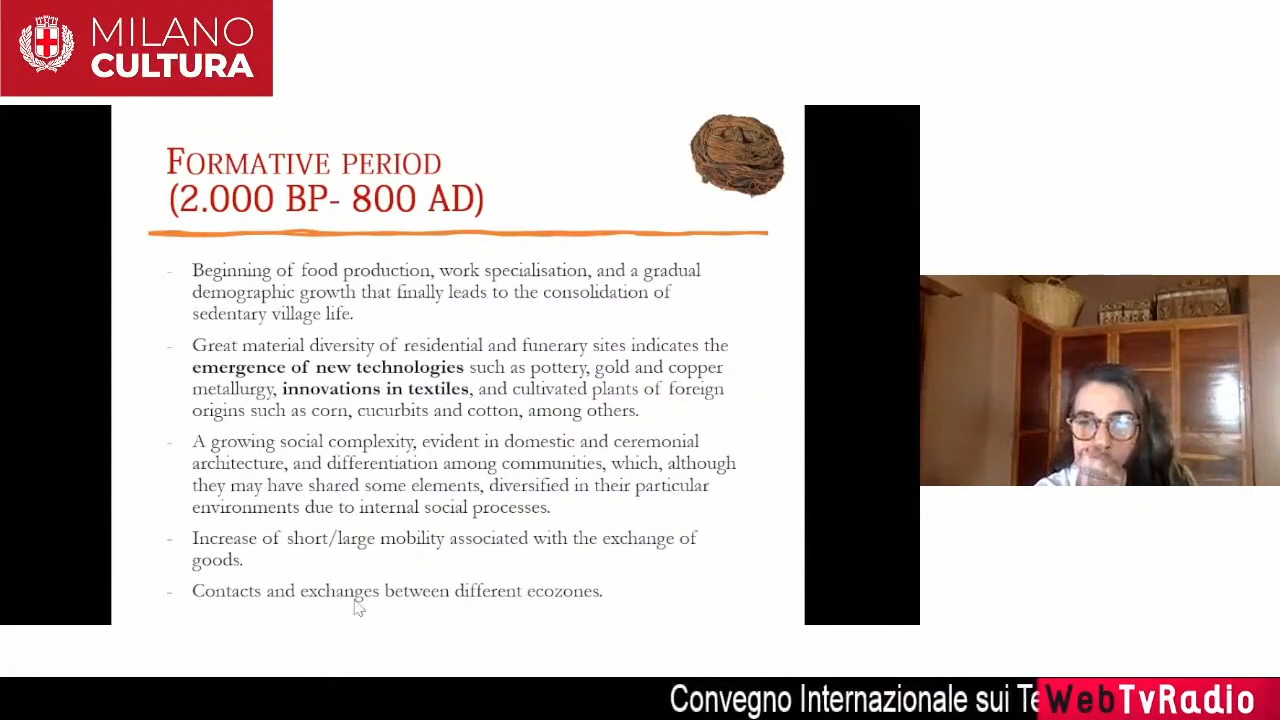 MILANO
CULTURA
FORMATIVE PERIOD
(2.000 BP- 800 AD)
- Beginning of food production, work specialisation, and a gradual
demographic growth that finally leads to the consolidation of
sedentary village life.
- Great material diversity of residential and funerary sites indicates the
emergence of new technologies such as pottery, gold and copper
metallurgy, innovations in textiles, and cultivated plants of foreign
origins such as corn, cucurbits and cotton, among others.
- A growing social complexity, evident in domestic and ceremonial
architecture, and differentiation among communities, which, although
they may have shared some elements, diversified in their particular
environments due to internal social processes.
- Increase of short/large mobility associated with the exchange of
goods.
- Contacts and exchanges between different ecozones.
Convegno Internazionale sui Te
WebTvRadio